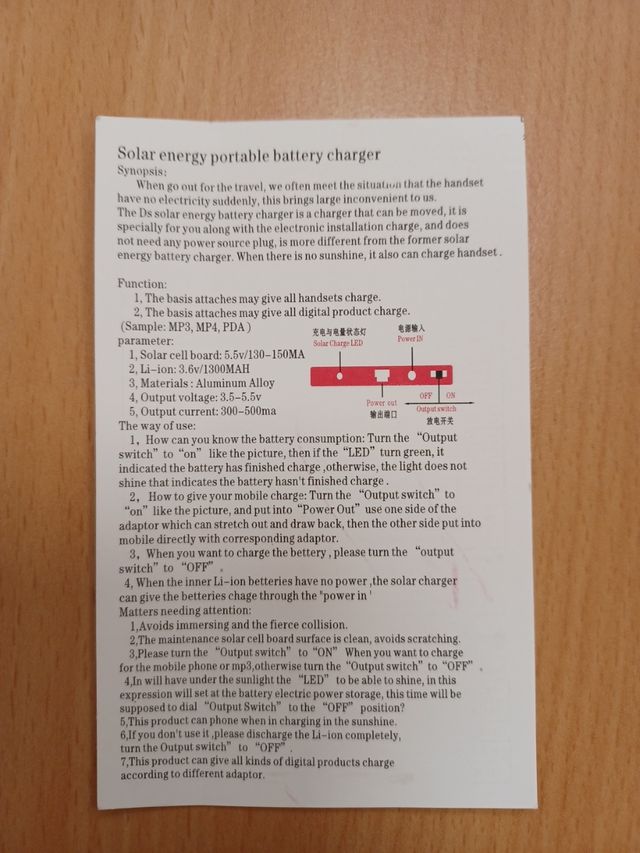 Solar energy portable battery charger
Synopsis:
When go out for the travel, we often meet the situation that the handset
have no electricity suddenly, this brings large inconvenient to us.
The Ds solar energy battery charger is a charger that can be moved, it is
specially for you along with the electronic installation charge, and does
not need any power source plug, is more different from the former solar
energy battery charger. When there is no sunshine, it also can charge handset .
Function:
1, The basis attaches may give all handsets charge.
2, The basis attaches may give all digital product charge.
(Sample: MP3, MP4, PDA )
parameter:
1, Solar cell board: 5.5v/130-150MA
2, Li-ion: 3.6v/1300MAH
3, Materials : Aluminum Alloy
4, Output voltage: 3.5-5.5v
5, Output current: 300-500ma
充电与电量状态灯
Solar Charge LED
电源输入
Power IN
Power out
输出端口
OFF ON
Output switch
放电开关
The way of use:
1, How can you know the battery consumption: Turn the “Output
switch” to “on” like the picture, then if the “LED” turn green, it
indicated the battery has finished charge ,otherwise, the light does not
shine that indicates the battery hasn't finished charge .
2, How to give your mobile charge: Turn the “Output switch” to
“on” like the picture, and put into “Power Out” use one side of the
adaptor which can stretch out and draw back, then the other side put into
mobile directly with corresponding adaptor.
3, When you want to charge the bettery , please turn the “output
switch” to “OFF” .
4, When the inner Li-ion betteries have no power ,the solar charger
can give the betteries chage through the "power in '
Matters needing attention:
1,Avoids immersing and the fierce collision.
2,The maintenance solar cell board surface is clean, avoids scratching.
3,Please turn the “Output switch” to “ON” When you want to charge
for the mobile phone or mp3,otherwise turn the “Output switch” to “OFF” .
4,In will have under the sunlight the “LED” to be able to shine, in this
expression will set at the battery electric power storage, this time will be
supposed to dial “Output Switch” to the “OFF” position?
5,This product can phone when in charging in the sunshine.
6,If you don't use it ,please discharge the Li-ion completely,
turn the Output switch” to “OFF” .
7,This product can give all kinds of digital products charge
according to different adaptor.